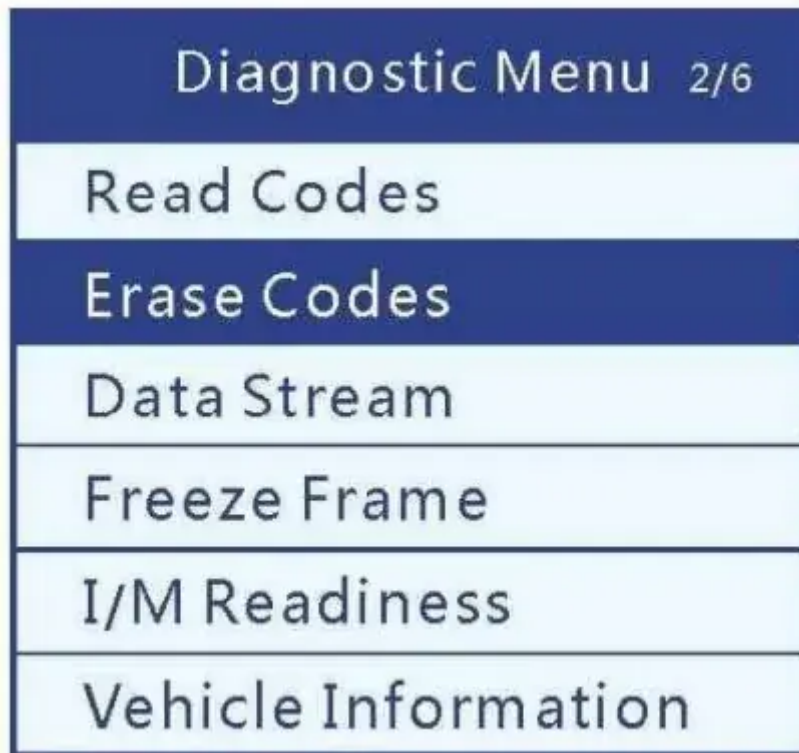 Diagnostic Menu 2/6
Read Codes
Erase Codes
Data Stream
Freeze Frame
I/M Readiness
Vehicle Information